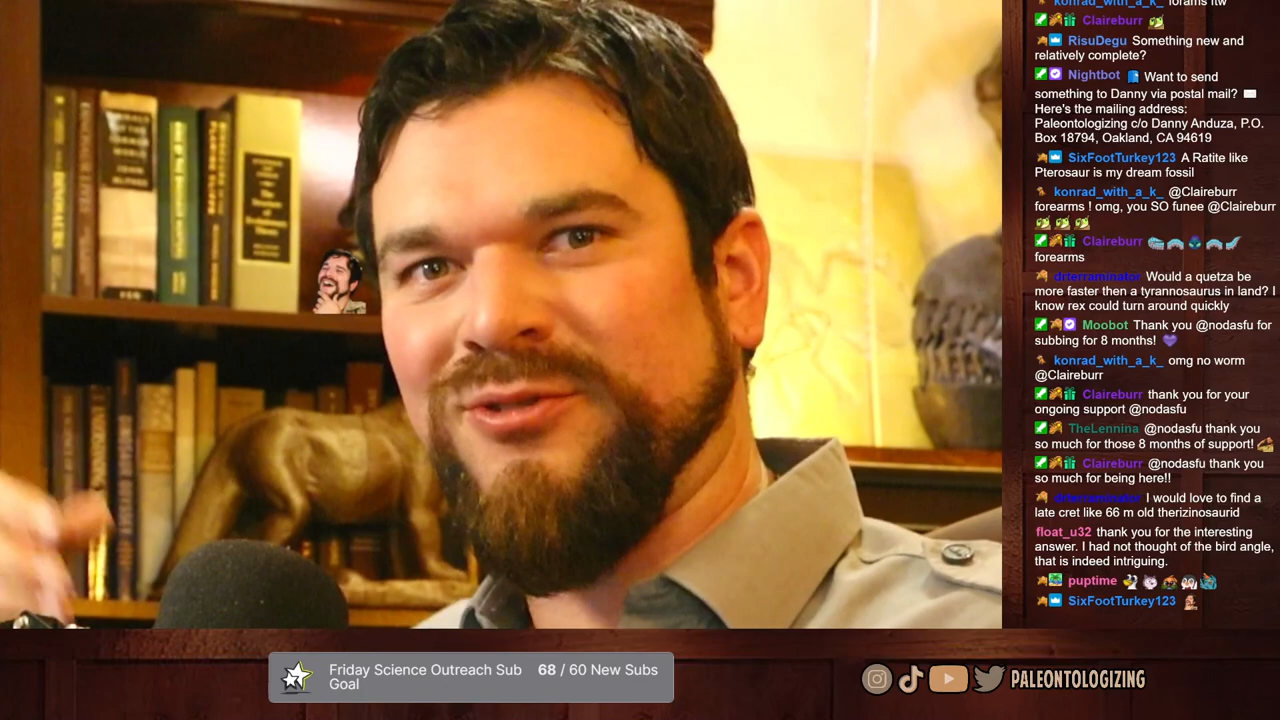 konrad_with_a_k_ forams ftw
Claireburr
RisuDegu Something new and
relatively complete?
Nightbot Want to send
something to Danny via postal mail?
Here's the mailing address:
Paleontologizing c/o Danny Anduza, P.O.
Box 18794, Oakland, CA 94619
SixFootTurkey123 A Ratite like
Pterosaur is my dream fossil
konrad_with_a_k_ @Claireburr
forearms ! omg, you SO funee @Claireburr
Claireburr
forearms
drterraminator Would a quetza be
more faster then a tyrannosaurus in land? I
know rex could turn around quickly
Moobot Thank you @nodasfu for
subbing for 8 months!
konrad_with_a_k_ omg no worm
@Claireburr
Claireburr thank you for your
ongoing support @nodasfu
TheLennina @nodasfu thank you
so much for those 8 months of support!
Claireburr @nodasfu thank you
so much for being here!!
drterraminator I would love to find a
late cret like 66 m old therizinosaurid
float_u32 thank you for the interesting
answer. I had not thought of the bird angle,
that is indeed intriguing.
puptime
SixFootTurkey123
Friday Science Outreach Sub
Goal
68 / 60 New Subs
PALEONTOLOGIZING